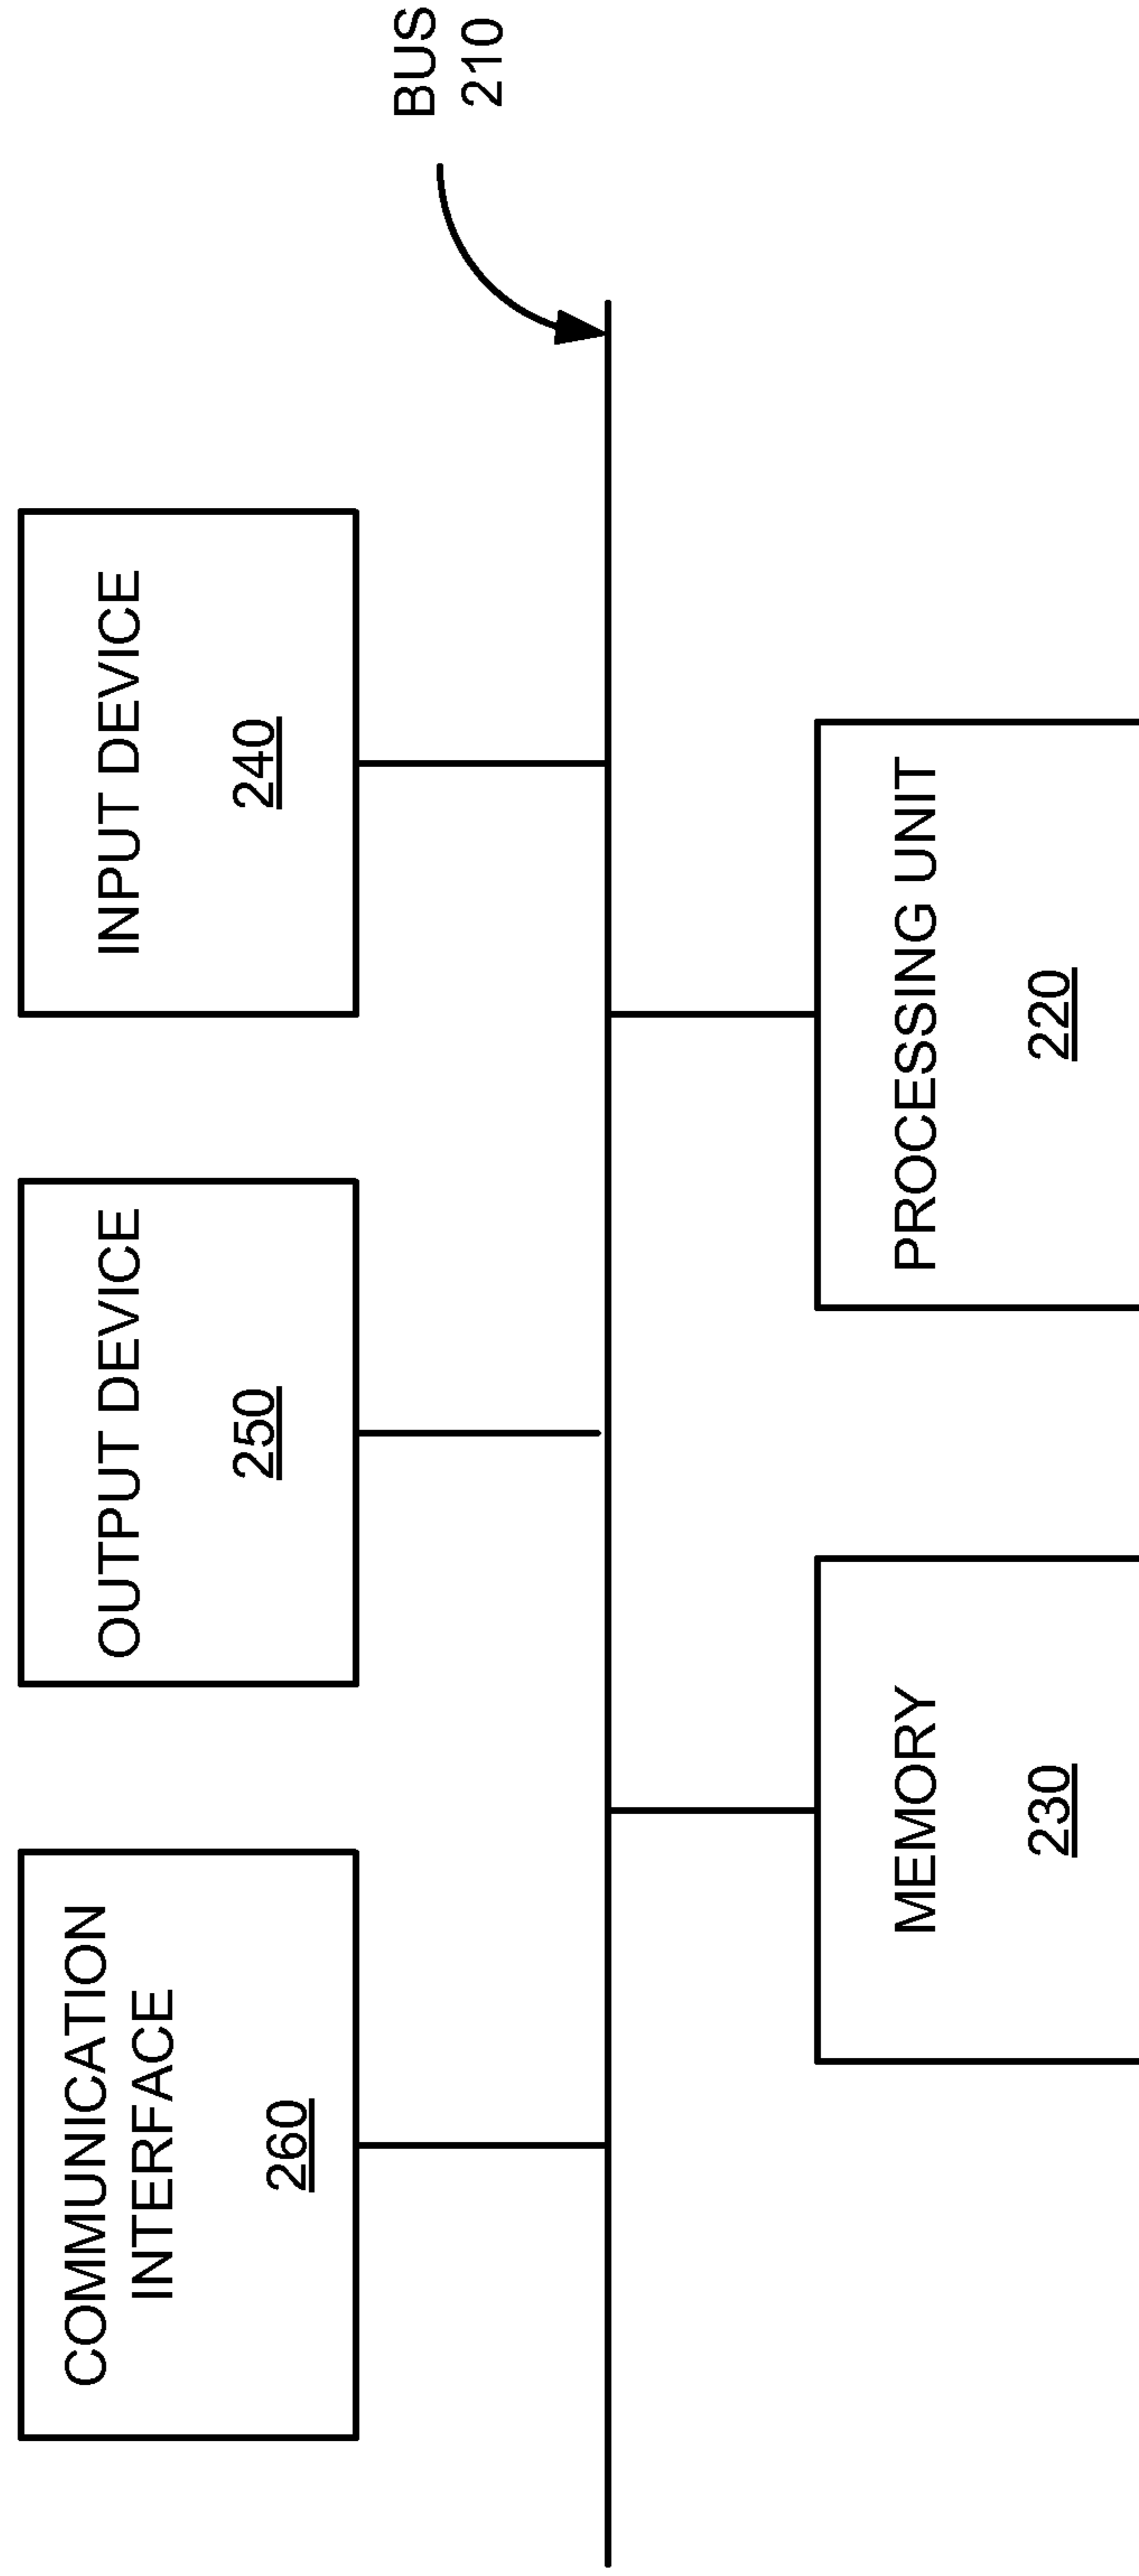 COMMUNICATION
INTERFACE
260
OUTPUT DEVICE
250
INPUT DEVICE
240
BUS
210
MEMORY
230
PROCESSING UNIT
220